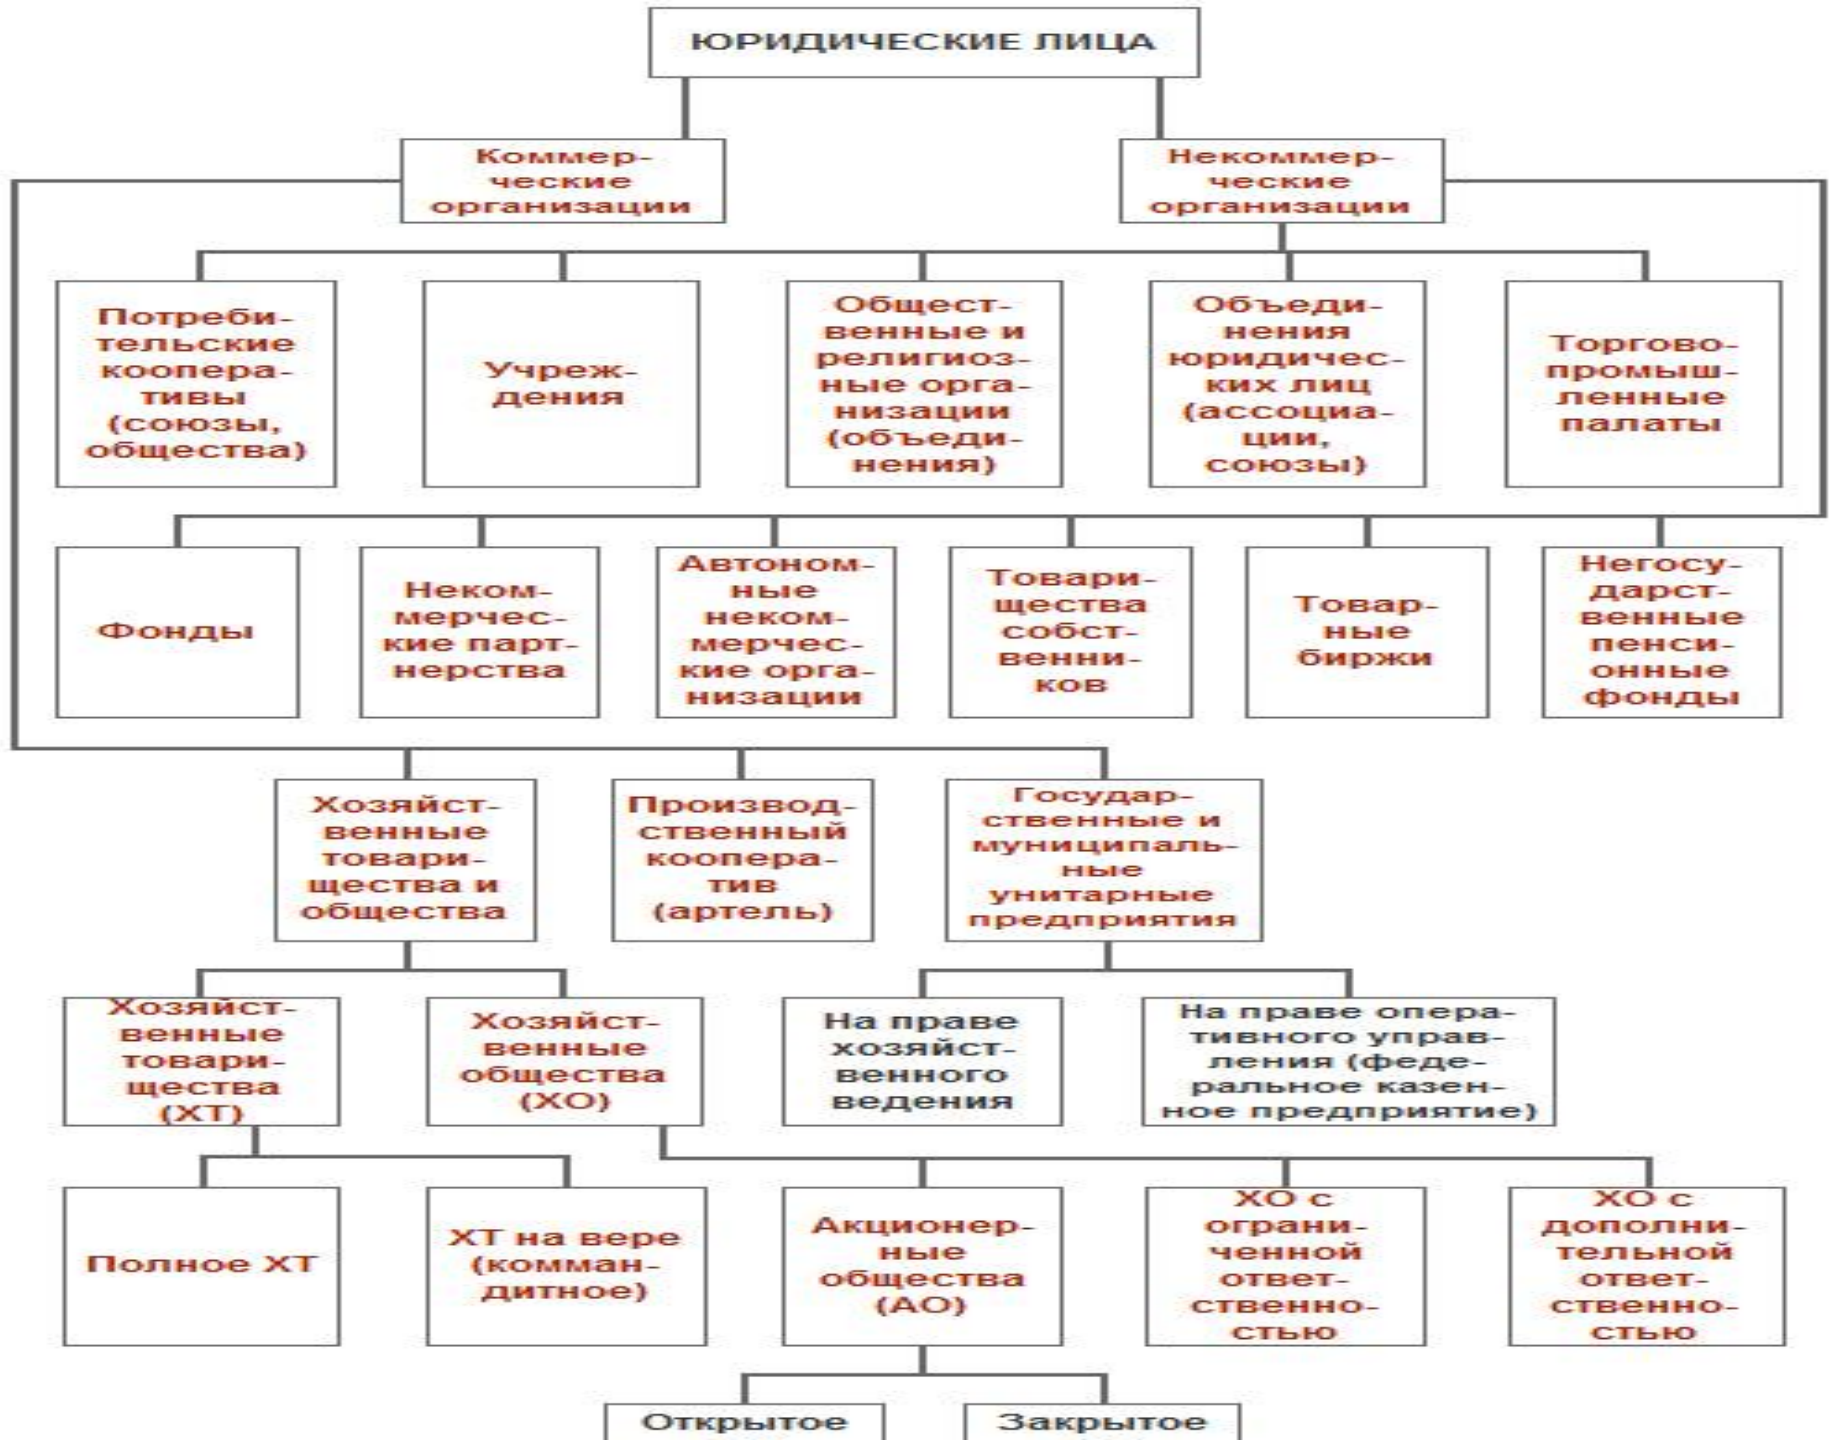 ЮРИДИЧЕСКИЕ ЛИЦА
Коммер-
ческие
организации
Некоммер-
ческие
организации
Потреби-
тельские
коопера-
тивы
(союзы,
общества)
Учреж-
дения
Общест-
венные и
религиоз-
ные орга-
низации
(объеди-
нения)
Объеди-
нения
юридичес-
ких лиц
(ассоциа-
ции,
союзы)
Торгово-
промыш-
ленные
палаты
Фонды
Неком-
мерчес-
кие парт-
нерства
Автоном-
ные
неком-
мерчес-
кие орга-
низации
Товари-
щества
собст-
венни-
ков
Товар-
ные
биржи
Негосу-
дарст-
венные
пенси-
онные
фонды
Хозяйст-
венные
товари-
щества и
общества
Производ-
ственный
коопера-
тив
(артель)
Государ-
ственные и
муниципаль-
ные
унитарные
предприятия
Хозяйст-
венные
товари-
щества
(ХТ)
Хозяйст-
венные
общества
(ХО)
На праве
хозяйст-
венного
ведения
На праве опера-
тивного управ-
ления (феде-
ральное казен-
ное предприятие)
Полное ХТ
ХТ на вере
(комман-
дитное)
Акционер-
ные
общества
(АО)
ХО с
ограни-
ченной
ответ-
ственно-
стью
ХО с
дополни-
тельной
ответ-
ственно-
стью
Открытое
Закрытое